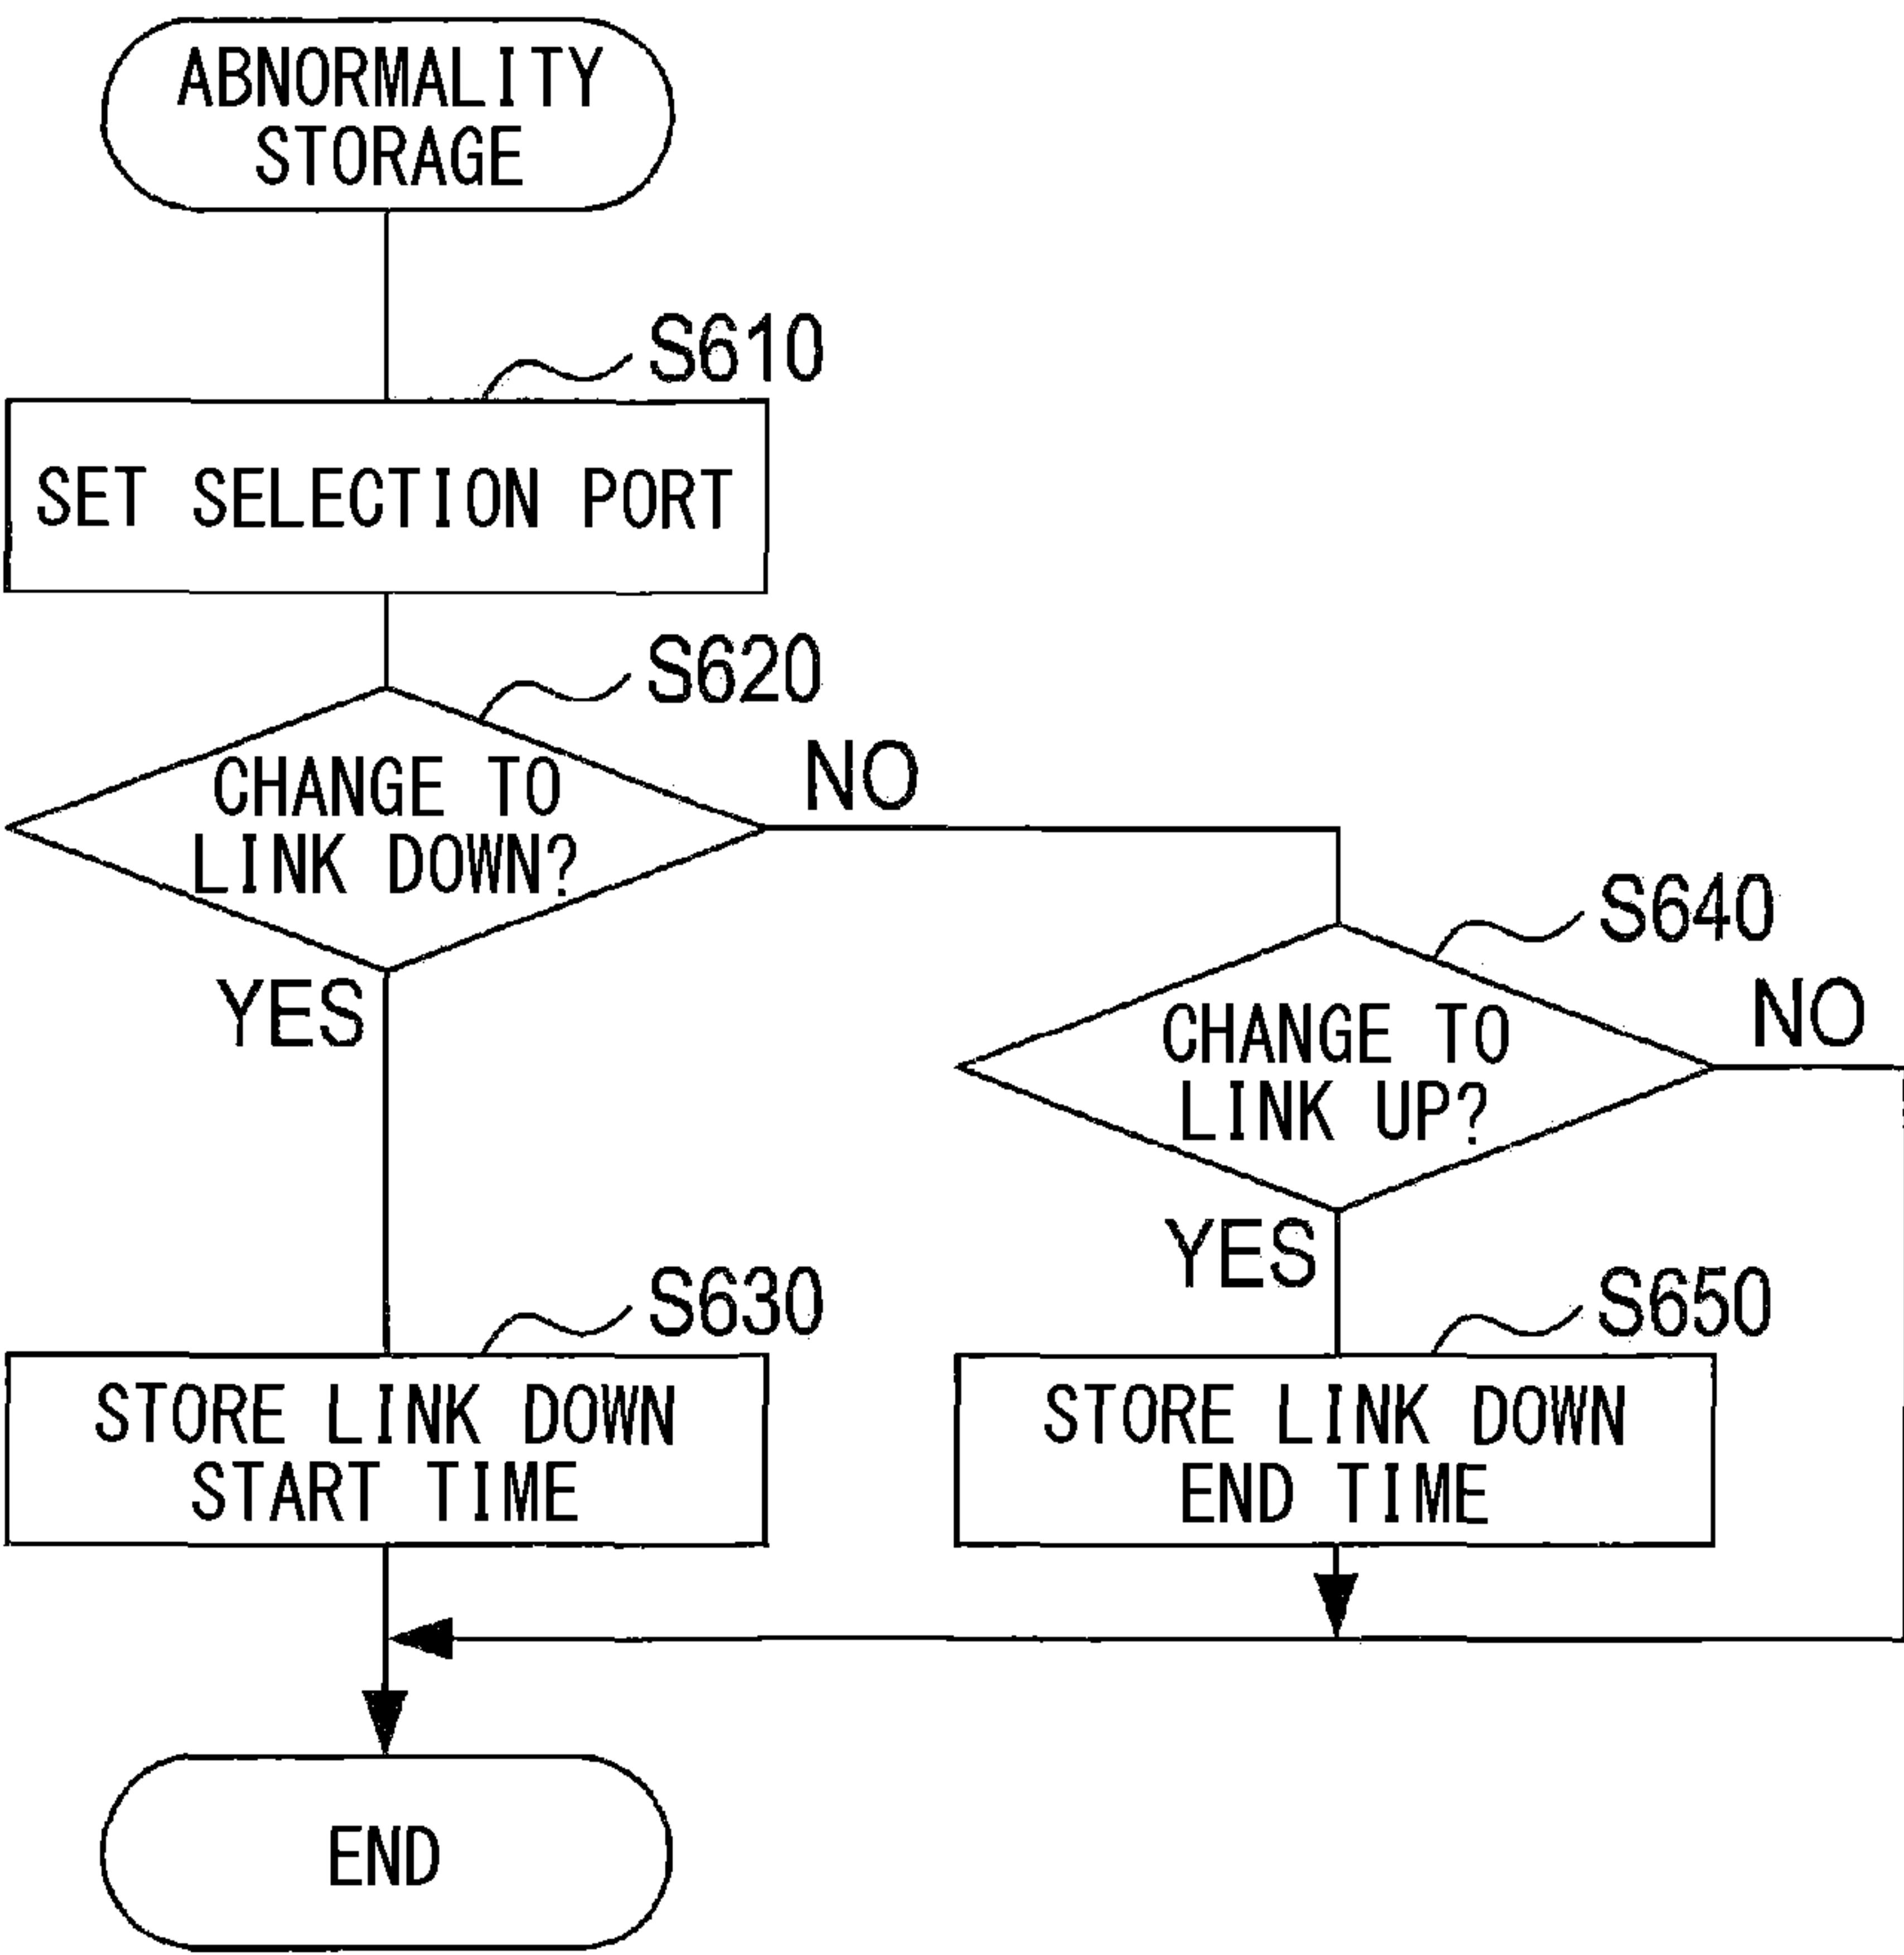 ABNORMALITY
STORAGE
S610
SET SELECTION PORT
S620
CHANGE TO
LINK DOWN?
NO
YES
S640
CHANGE TO
LINK UP?
NO
YES
S630
STORE LINK DOWN
START TIME
S650
STORE LINK DOWN
END TIME
END